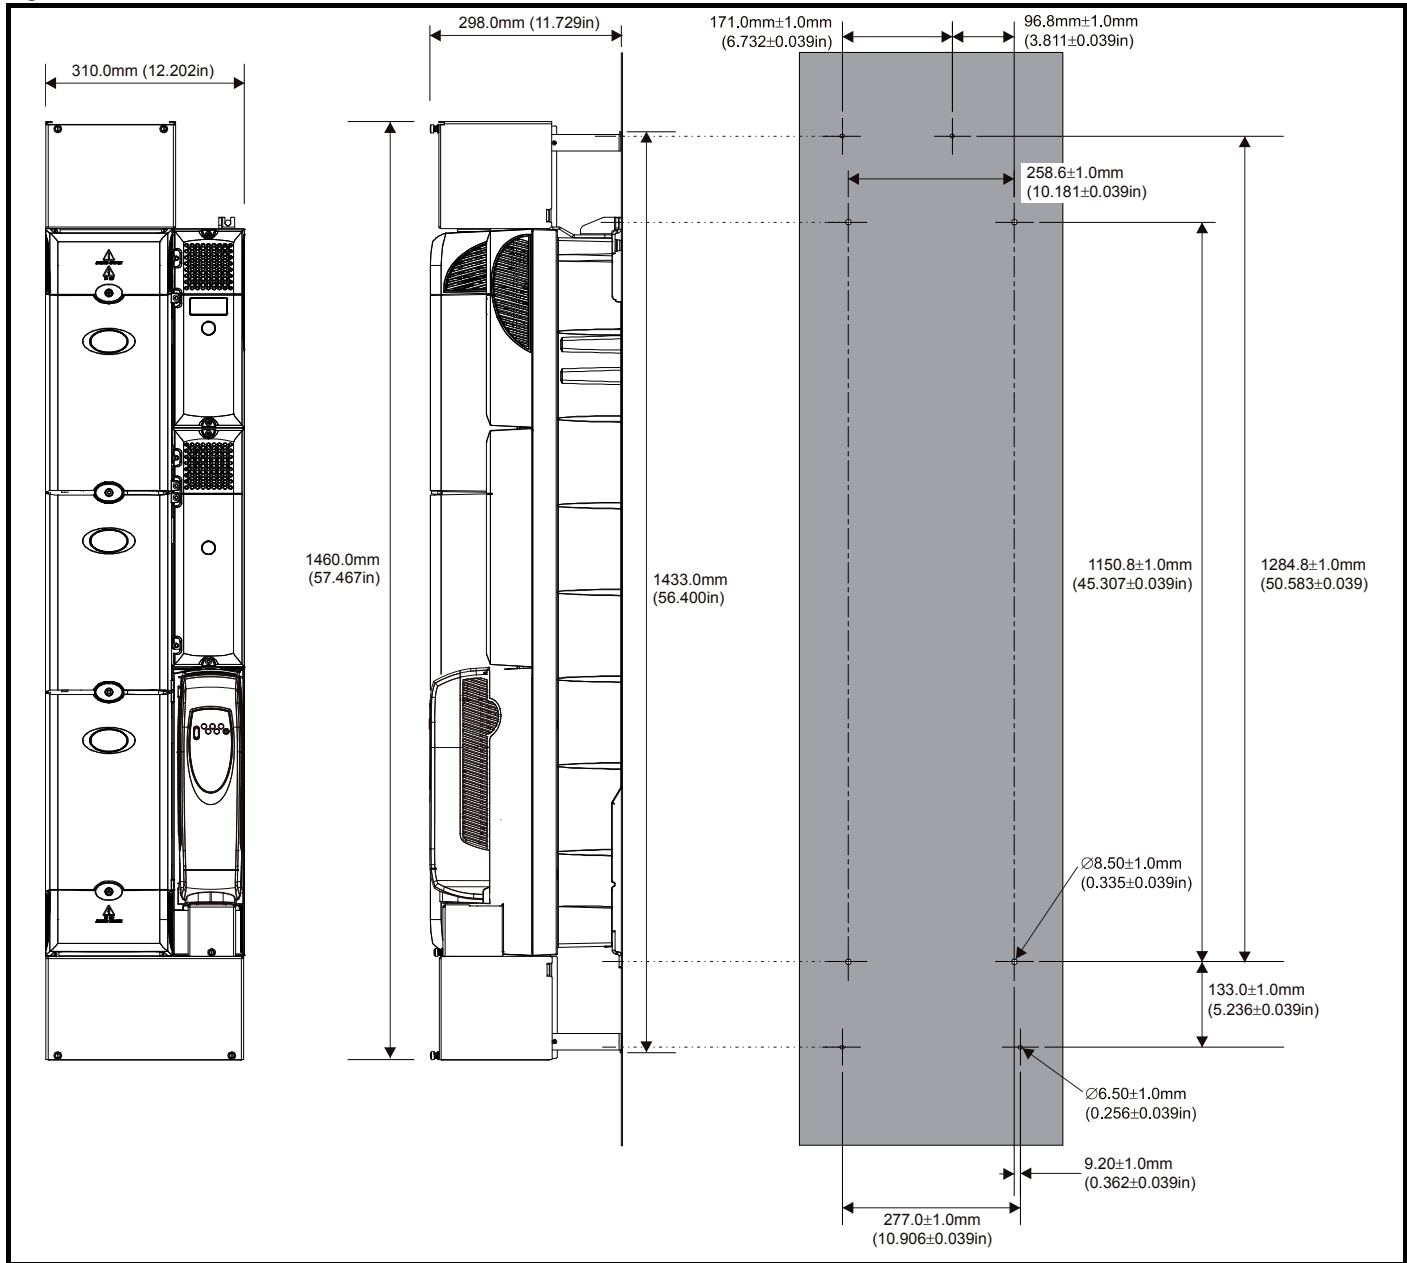 298.0mm (11.729in)
171.0mm±1.0mm
(6.732±0.039in)
96.8mm±1.0mm
(3.811±0.039in)
310.0mm (12.202in)
258.6±1.0mm
(10.181±0.039in)
1460.0mm
(57.467in)
1433.0mm
(56.400in)
1150.8±1.0mm
(45.307±0.039in)
1284.8±1.0mm
(50.583±0.039)
∅8.50±1.0mm
(0.335±0.039in)
133.0±1.0mm
(5.236±0.039in)
∅6.50±1.0mm
(0.256±0.039in)
9.20±1.0mm
(0.362±0.039in)
277.0±1.0mm
(10.906±0.039in)